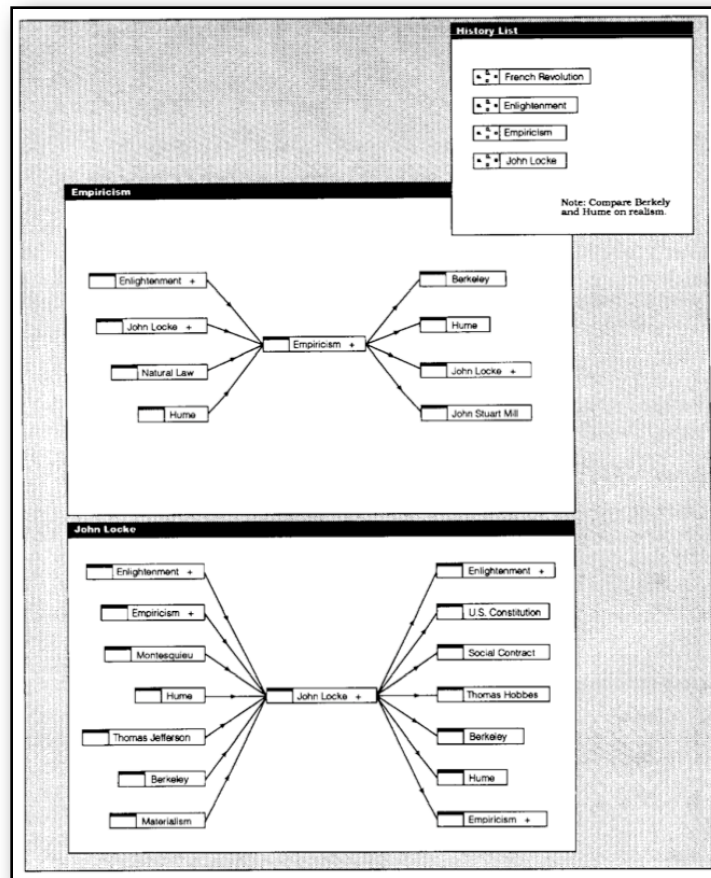 History List
French Revolution
Enlightenment
Empiricism
John Locke
Note: Compare Berkely
and Hume on realism.
Empiricism
Enlightenment +
John Locke +
Natural Law
Hume
Empiricism +
Berkeley
Hume
John Locke +
John Stuart Mill
John Locke
Enlightenment +
Empiricism +
Montesquieu
Hume
Thomas Jefferson
Berkeley
Materialism
John Locke +
Enlightenment +
U.S. Constitution
Social Contract
Thomas Hobbes
Berkeley
Hume
Empiricism +